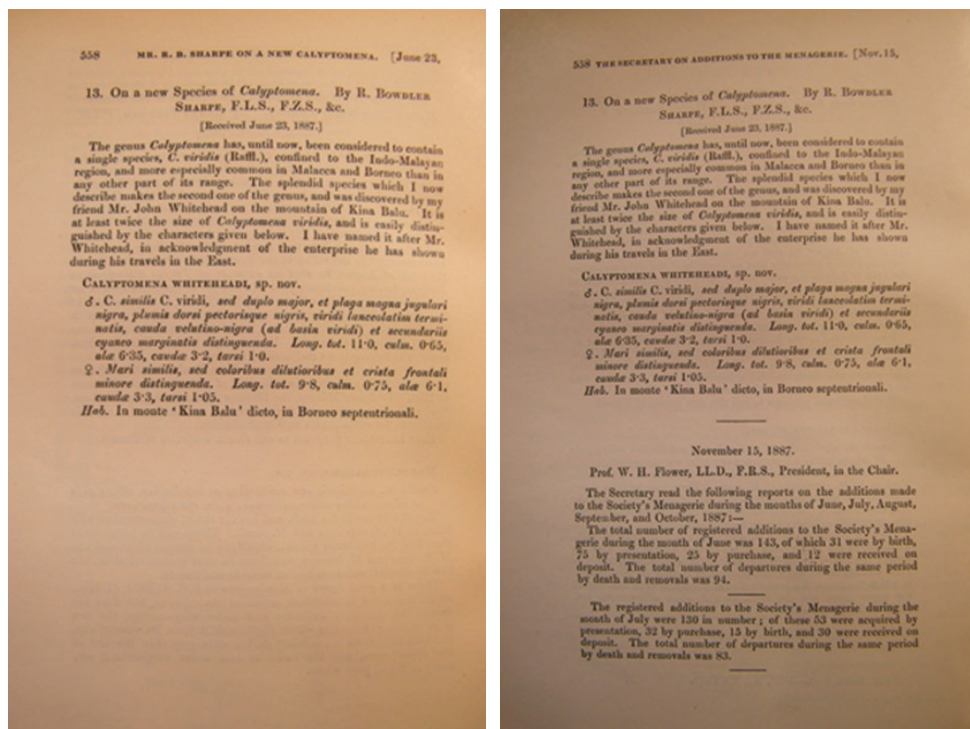 558 MR. R. B. SHARPE ON A NEW CALYPTOMENA. [June 23,
13. On a new Species of Calyptomena. By R. BOWDLER
SHARPE, F.L.S., F.Z.S., &c.
[Received June 23, 1887.]
The genus Calyptomena has, until now, been considered to contain
a single species, C. viridis (Raffl.), confined to the Indo-Malayan
region, and more especially common in Malacca and Borneo than in
any other part of its range. The splendid species which I now
describe makes the second one of the genus, and was discovered by my
friend Mr. John Whitehead on the mountain of Kina Balu. It is
at least twice the size of Calyptomena viridis, and is easily distin-
guished by the characters given below. I have named it after Mr.
Whitehead, in acknowledgment of the enterprise he has shown
during his travels in the East.
CALYPTOMENA WHITEHEADI, sp. nov.
♂. C. similis C. viridi, sed duplo major, et plaga magna jugulari
nigra, plumis dorsi pectorisque nigris, viridi lanceolatim termi-
natis, cauda velutino-nigra (ad basin viridi) et secundariis
cyaneo marginatis distinguenda. Long. tot. 11·0, culm. 0·65,
alæ 6·35, caudæ 3·2, tarsi 1·0.
♀. Mari similis, sed coloribus dilutioribus et crista frontali
minore distinguenda. Long. tot. 9·8, culm. 0·75, alæ 6·1,
caudæ 3·3, tarsi 1·05.
Hab. In monte ‘Kina Balu’ dicto, in Borneo septentrionali.
558 THE SECRETARY ON ADDITIONS TO THE MENAGERIE. [Nov. 15,
13. On a new Species of Calyptomena. By R. BOWDLER
SHARPE, F.L.S., F.Z.S., &c.
[Received June 23, 1887.]
The genus Calyptomena has, until now, been considered to contain
a single species, C. viridis (Raffl.), confined to the Indo-Malayan
region, and more especially common in Malacca and Borneo than in
any other part of its range. The splendid species which I now
describe makes the second one of the genus, and was discovered by my
friend Mr. John Whitehead on the mountain of Kina Balu. It is
at least twice the size of Calyptomena viridis, and is easily distin-
guished by the characters given below. I have named it after Mr.
Whitehead, in acknowledgment of the enterprise he has shown
during his travels in the East.
CALYPTOMENA WHITEHEADI, sp. nov.
♂. C. similis C. viridi, sed duplo major, et plaga magna jugulari
nigra, plumis dorsi pectorisque nigris, viridi lanceolatim termi-
natis, cauda velutino-nigra (ad basin viridi) et secundariis
cyaneo marginatis distinguenda. Long. tot. 11·0, culm. 0·65,
alæ 6·35, caudæ 3·2, tarsi 1·0.
♀. Mari similis, sed coloribus dilutioribus et crista frontali
minore distinguenda. Long. tot. 9·8, culm. 0·75, alæ 6·1,
caudæ 3·3, tarsi 1·05.
Hab. In monte ‘Kina Balu’ dicto, in Borneo septentrionali.
November 15, 1887.
Prof. W. H. Flower, LL.D., F.R.S., President, in the Chair.
The Secretary read the following reports on the additions made
to the Society's Menagerie during the months of June, July, August,
September, and October, 1887:—
The total number of registered additions to the Society's Mena-
gerie during the month of June was 143, of which 31 were by birth,
75 by presentation, 25 by purchase, and 12 were received on
deposit. The total number of departures during the same period
by death and removals was 94.
The registered additions to the Society's Menagerie during the
month of July were 130 in number; of these 53 were acquired by
presentation, 32 by purchase, 15 by birth, and 30 were received on
deposit. The total number of departures during the same period
by death and removals was 83.